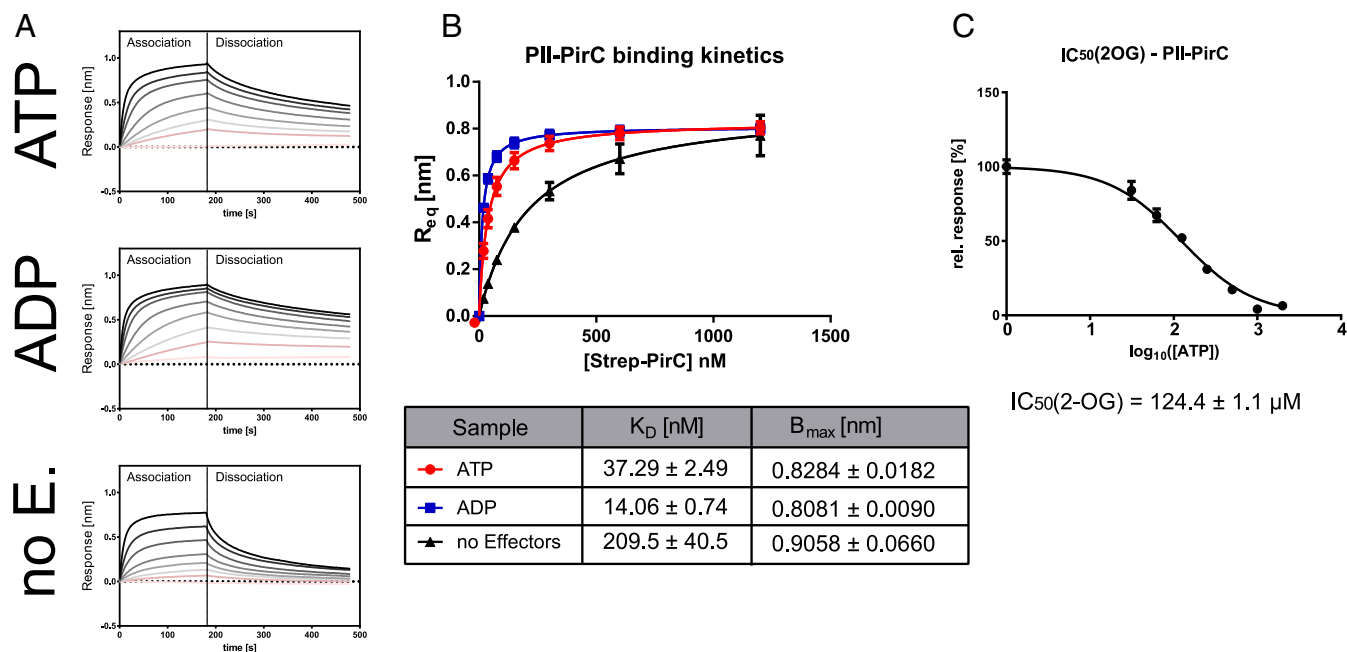 A
ATP
Association
Dissociation
Response [nm]
1.0
0.5
0.0
-0.5
0 100 200 300 400 500
time [s]
ADP
Association
Dissociation
Response [nm]
1.0
0.5
0.0
-0.5
0 100 200 300 400 500
time [s]
no E.
Association
Dissociation
Response [nm]
1.0
0.5
0.0
-0.5
0 100 200 300 400 500
time [s]
B
PII-PirC binding kinetics
Req [nm]
1.0
0.8
0.6
0.4
0.2
0.0
0 500 1000 1500
[Strep-PirC] nM
Sample KD [nM] Bmax [nm]
ATP 37.29 ± 2.49 0.8284 ± 0.0182
ADP 14.06 ± 0.74 0.8081 ± 0.0090
no Effectors 209.5 ± 40.5 0.9058 ± 0.0660
C
IC50(2OG) - PII-PirC
rel. response [%]
150
100
50
0
0 1 2 3 4
log10([ATP])
IC50(2-OG) = 124.4 ± 1.1 µM